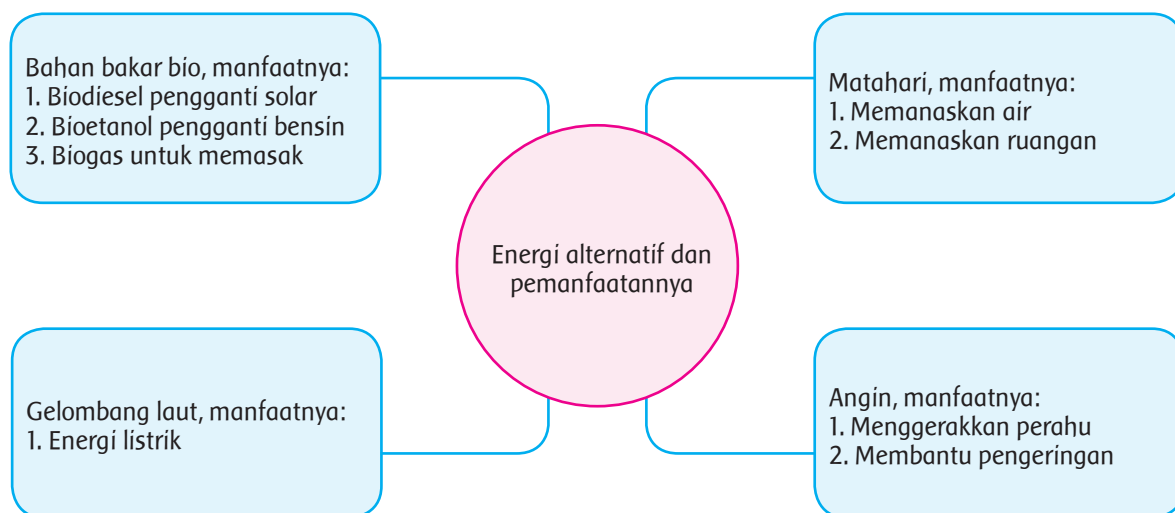 Bahan bakar bio, manfaatnya:
1. Biodiesel pengganti solar
2. Bioetanol pengganti bensin
3. Biogas untuk memasak
Matahari, manfaatnya:
1. Memanaskan air
2. Memanaskan ruangan
Energi alternatif dan
pemanfaatannya
Gelombang laut, manfaatnya:
1. Energi listrik
Angin, manfaatnya:
1. Menggerakkan perahu
2. Membantu pengeringan